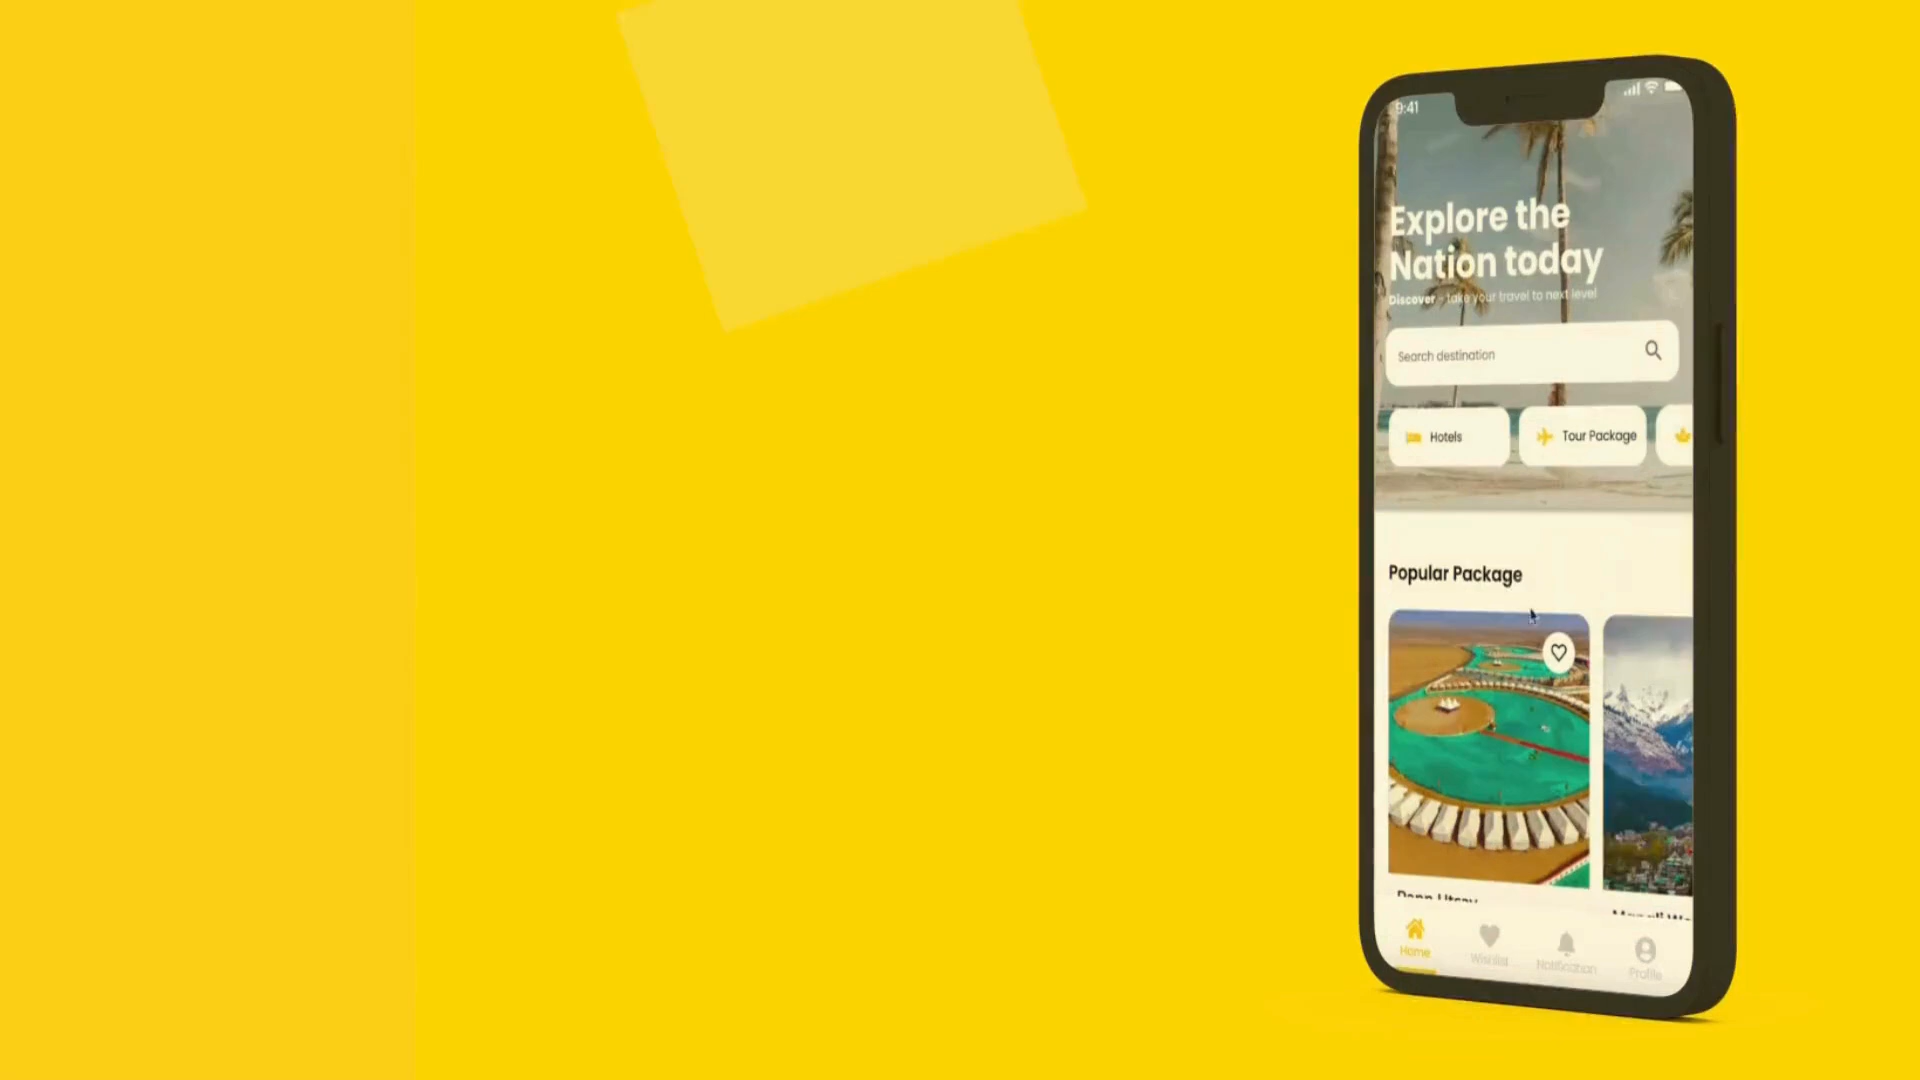 9:41
Explore the
Nation today
Discover - take your travel to next level
Search destination
Hotels
Tour Package
Popular Package
Home
Wishlist
Notification
Profile